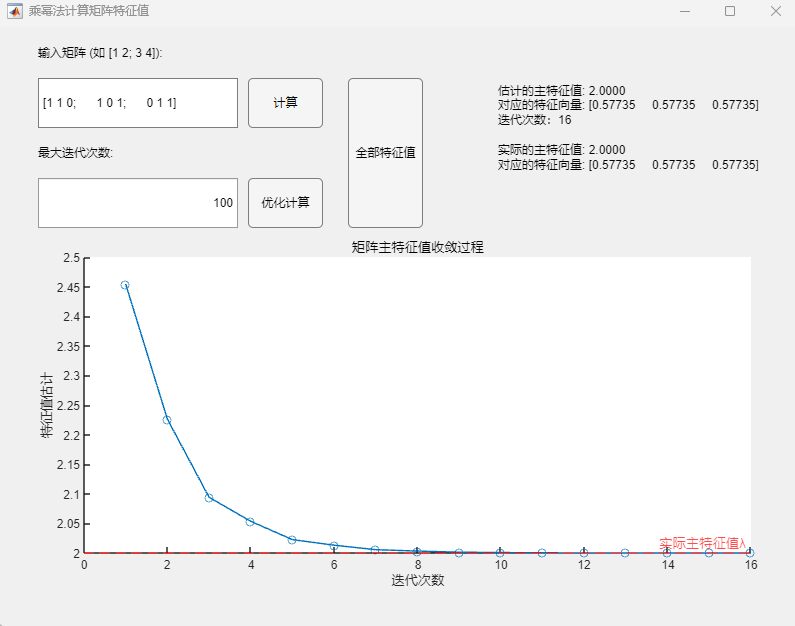 乘幂法计算矩阵特征值
输入矩阵 (如 [1 2; 3 4]):
[1 1 0; 1 0 1; 0 1 1]
计算
最大迭代次数:
100
优化计算
全部特征值
估计的主特征值: 2.0000
对应的特征向量: [0.57735 0.57735 0.57735]
迭代次数: 16
实际的主特征值: 2.0000
对应的特征向量: [0.57735 0.57735 0.57735]
矩阵主特征值收敛过程
2.5
2.45
2.4
2.35
2.3
2.25
2.2
2.15
2.1
2.05
2
特征值估计
实际主特征值λ
0 2 4 6 8 10 12 14 16
迭代次数